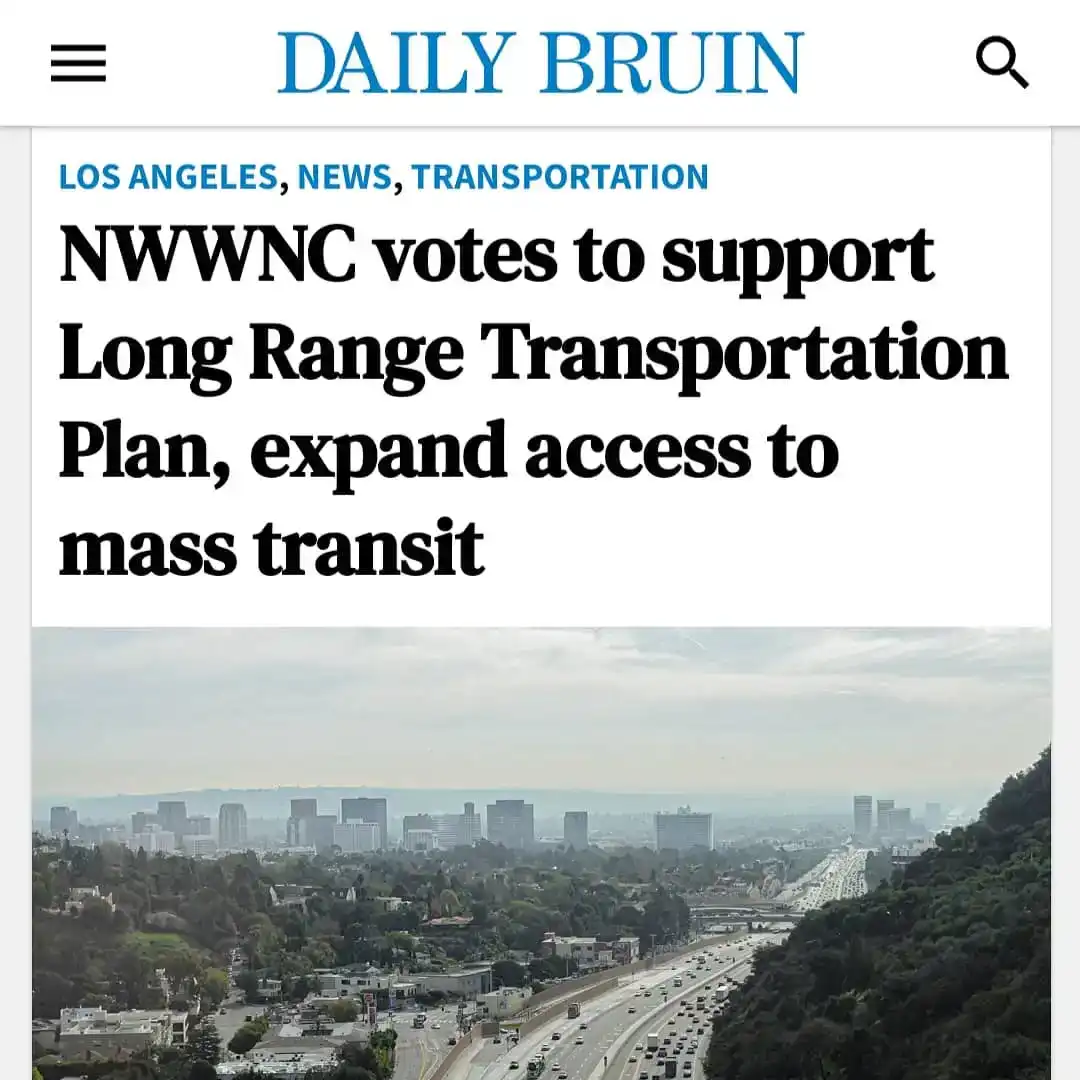 DAILY BRUIN
LOS ANGELES, NEWS, TRANSPORTATION
NWWNC votes to support
Long Range Transportation
Plan, expand access to
mass transit